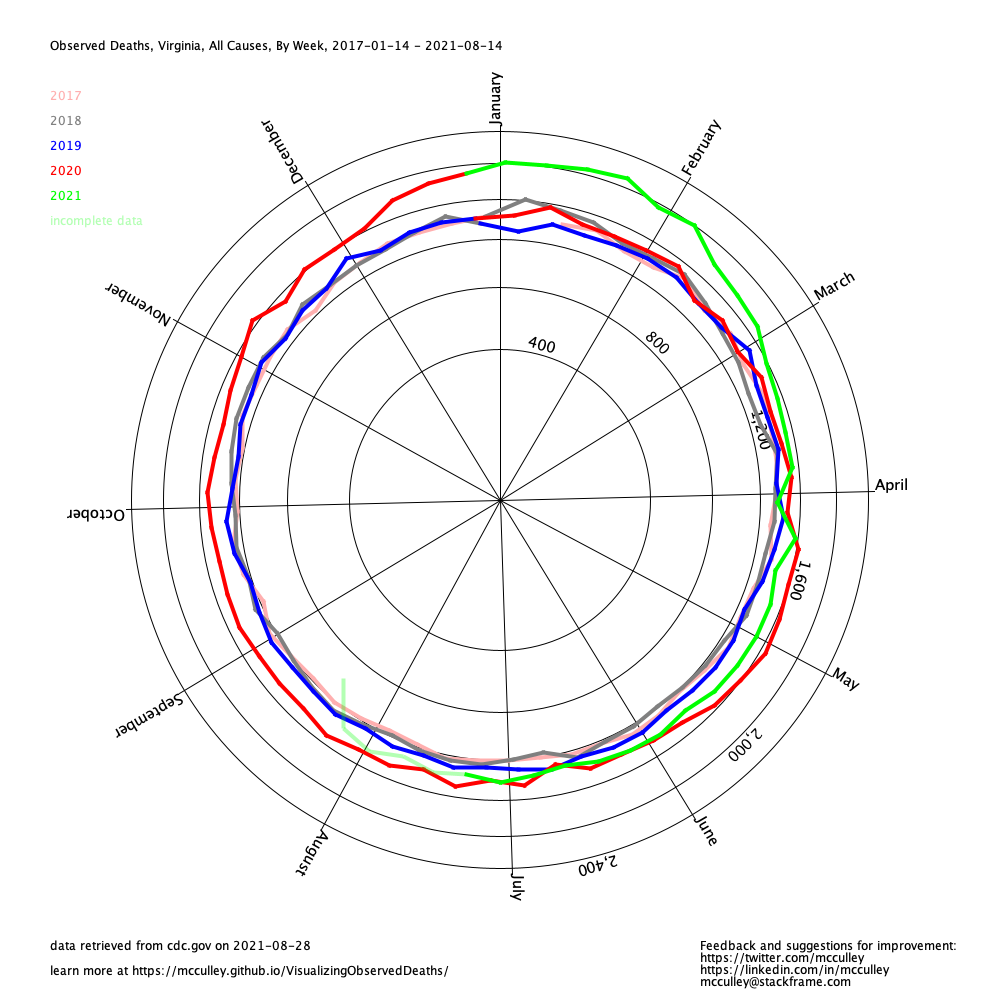 Observed Deaths, Virginia, All Causes, By Week, 2017-01-14 - 2021-08-14
2017
2018
2019
2020
2021
incomplete data
January
February
March
April
May
June
July
August
September
October
November
December
400
800
1,200
1,600
2,000
2,400
data retrieved from cdc.gov on 2021-08-28
learn more at https://mcculley.github.io/VisualizingObservedDeaths/
Feedback and suggestions for improvement:
https://twitter.com/mcculley
https://linkedin.com/in/mcculley
mcculley@stackframe.com